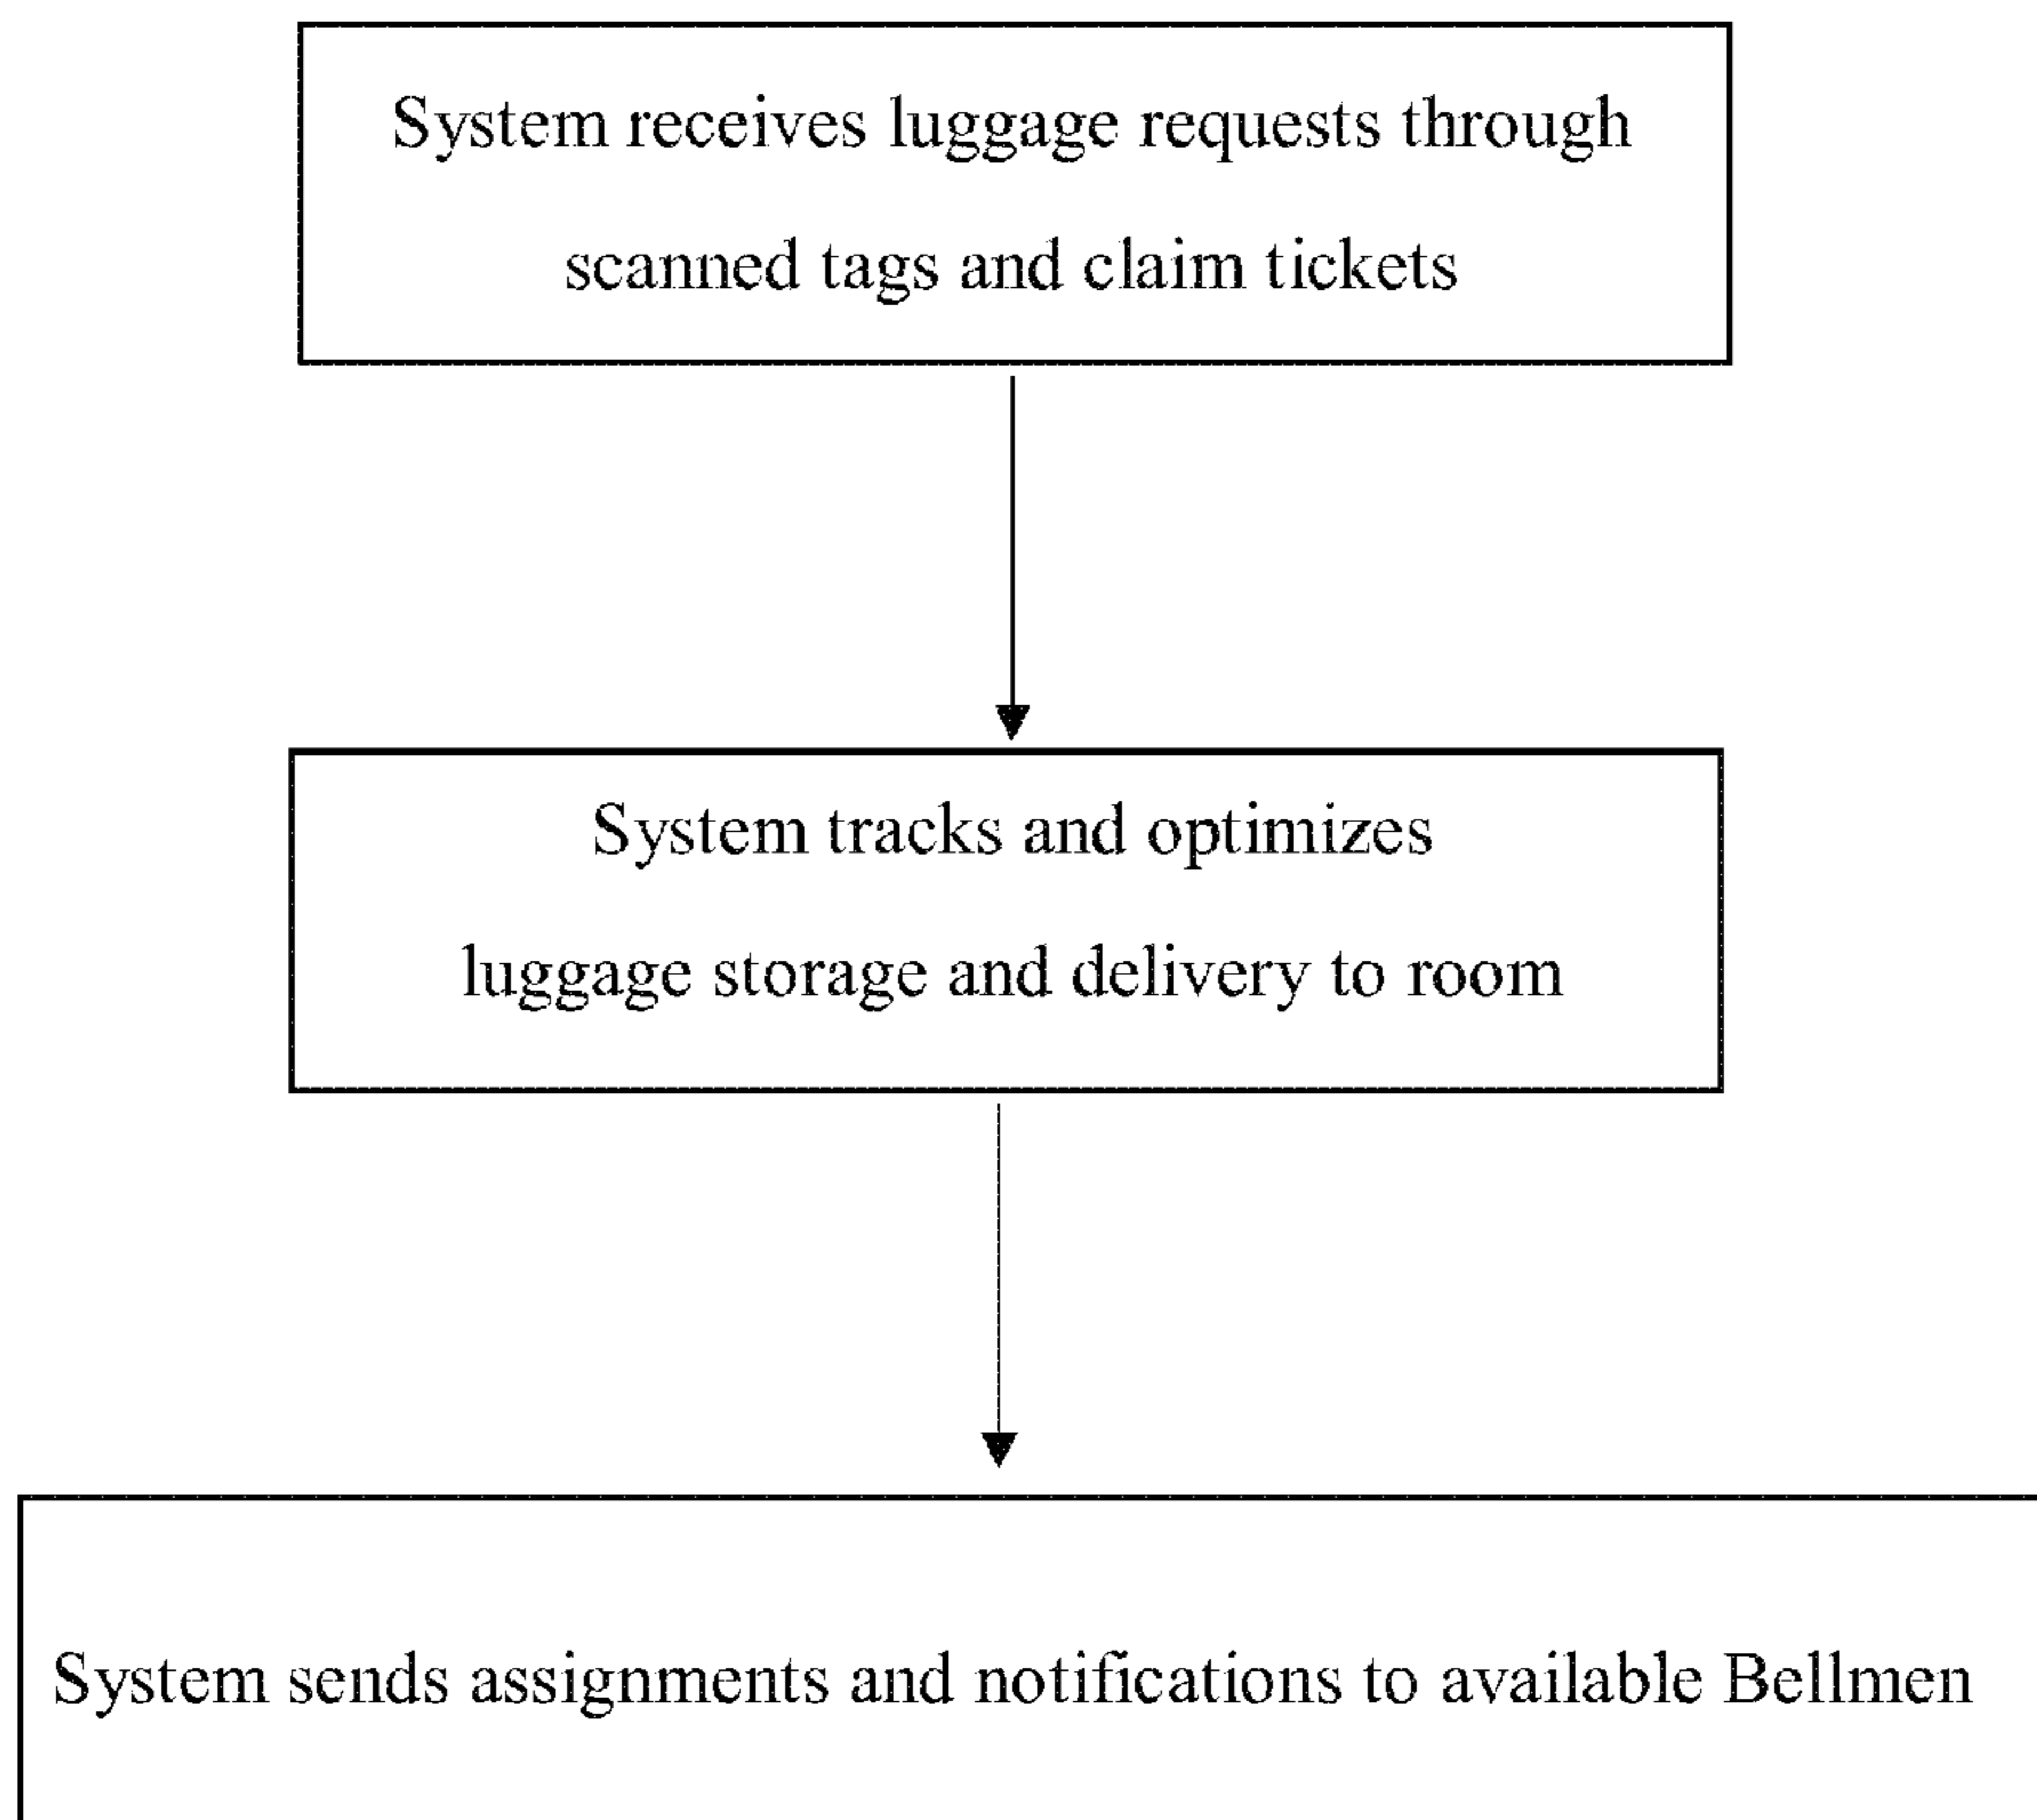 System receives luggage requests through
scanned tags and claim tickets
System tracks and optimizes
luggage storage and delivery to room
System sends assignments and notifications to available Bellmen